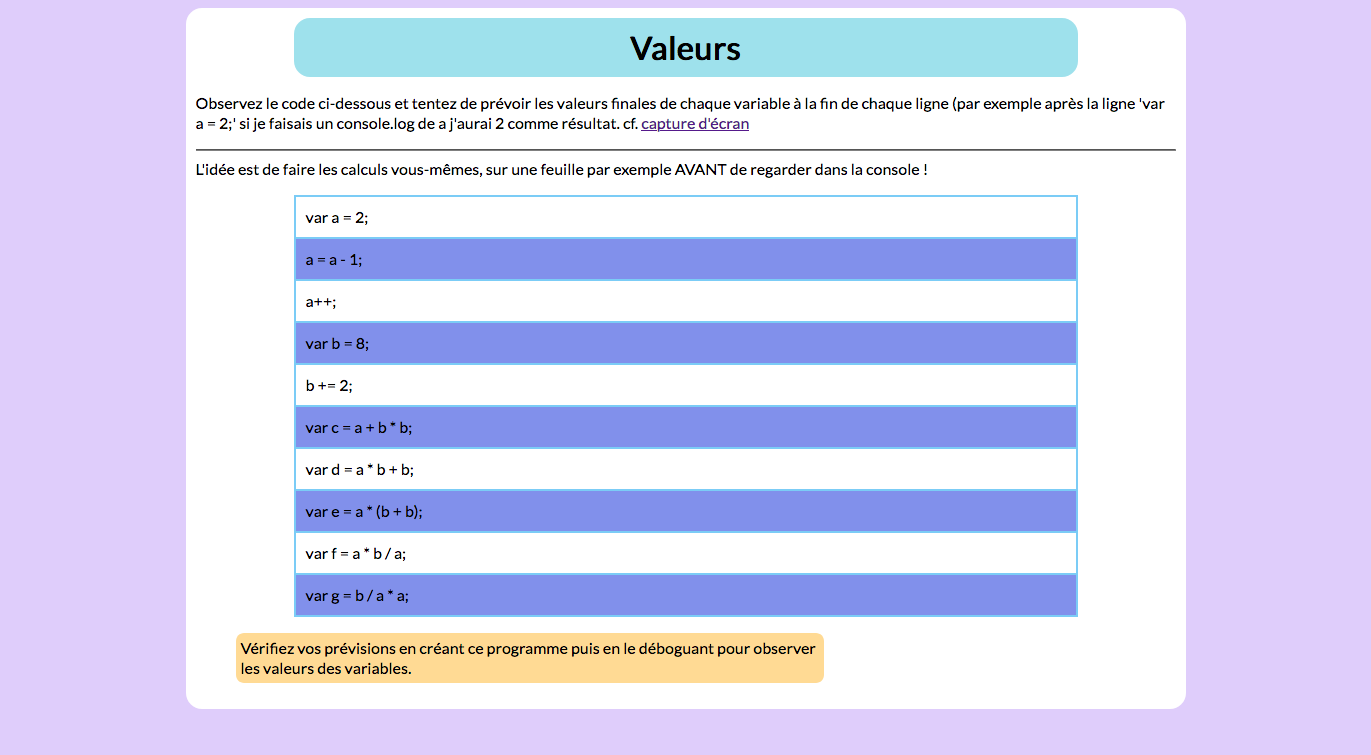 Valeurs
Observez le code ci-dessous et tentez de prévoir les valeurs finales de chaque variable à la fin de chaque ligne (par exemple après la ligne 'var
a = 2;' si je faisais un console.log de a j'aurai 2 comme résultat. cf. capture d'écran
L'idée est de faire les calculs vous-mêmes, sur une feuille par exemple AVANT de regarder dans la console !
var a = 2;
a = a - 1;
a++;
var b = 8;
b += 2;
var c = a + b * b;
var d = a * b + b;
var e = a * (b + b);
var f = a * b / a;
var g = b / a * a;
Vérifiez vos prévisions en créant ce programme puis en le déboguant pour observer
les valeurs des variables.